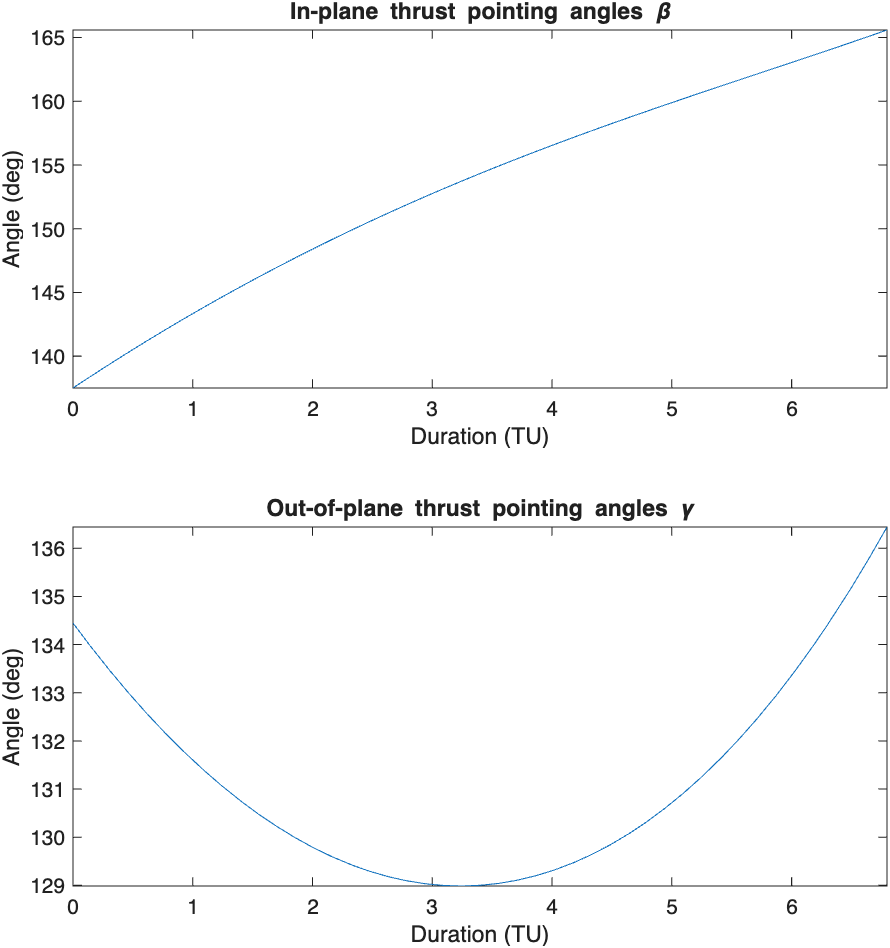 In-plane thrust pointing angles β
165
160
155
150
145
140
Angle (deg)
0 1 2 3 4 5 6
Duration (TU)
Out-of-plane thrust pointing angles γ
136
135
134
133
132
131
130
129
Angle (deg)
0 1 2 3 4 5 6
Duration (TU)